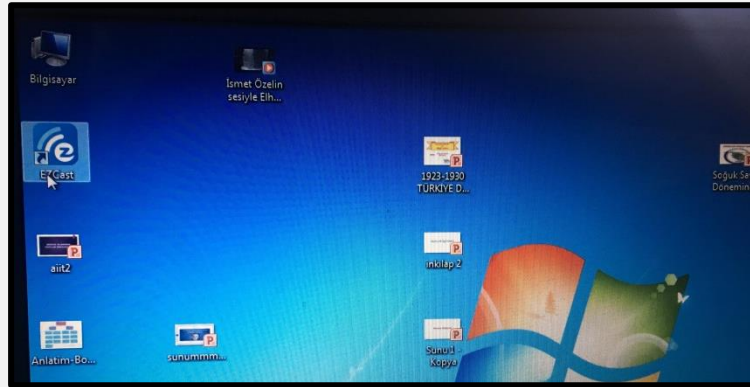 Bilgisayar
İsmet Özelin
sesiyle Elh...
EZCast
1923-1930
TÜRKİYE D...
Soğuk Sa
Dönemin
aiit2
inkilap 2
Anlatım-Bo...
sunummm...
Sunu1 -
Kopya